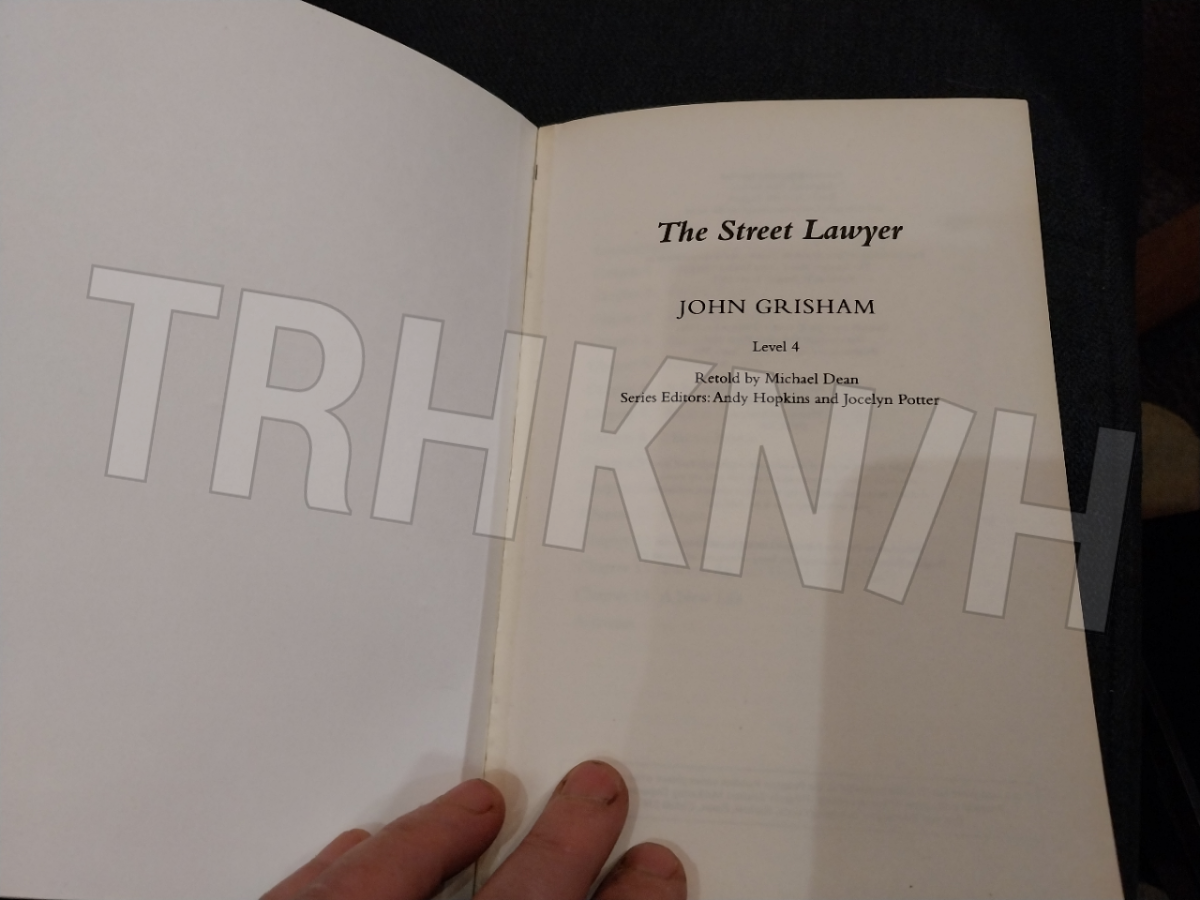 The Street Lawyer
JOHN GRISHAM
Level 4
Retold by Michael Dean
Series Editors: Andy Hopkins and Jocelyn Potter
TRHKN/H